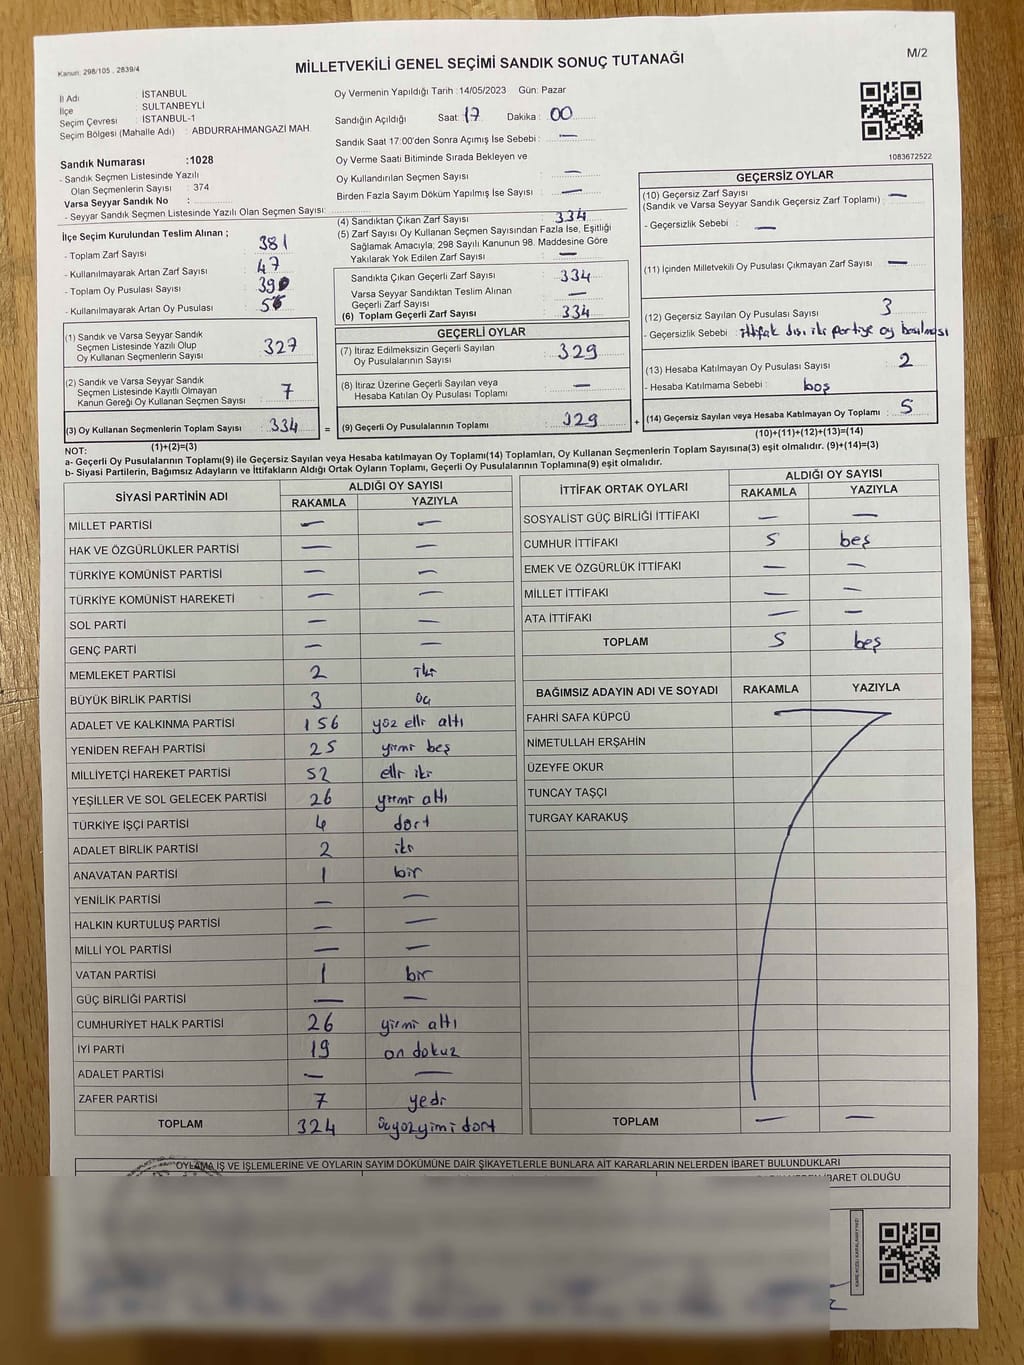 M/2
Kanun: 298/105 , 2839/4
MİLLETVEKİLİ GENEL SEÇİMİ SANDIK SONUÇ TUTANAĞI
İl Adı : İSTANBUL
İlçe : SULTANBEYLİ
Seçim Çevresi : İSTANBUL-1
Seçim Bölgesi (Mahalle Adı) : ABDURRAHMANGAZİ MAH.
Sandık Numarası :1028
- Sandık Seçmen Listesinde Yazılı
Olan Seçmenlerin Sayısı : 374
Varsa Seyyar Sandık No :
- Seyyar Sandık Seçmen Listesinde Yazılı Olan Seçmen Sayısı:
Oy Vermenin Yapıldığı Tarih :14/05/2023 Gün: Pazar
Sandığın Açıldığı Saat: 17 Dakika : 00
Sandık Saat 17:00'den Sonra Açımış İse Sebebi : —
Oy Verme Saati Bitiminde Sırada Bekleyen ve
Oy Kullandırılan Seçmen Sayısı —
Birden Fazla Sayım Döküm Yapılmış İse Sayısı —
1083672522
İlçe Seçim Kurulundan Teslim Alınan ;
- Toplam Zarf Sayısı 381
- Kullanılmayarak Artan Zarf Sayısı 47
- Toplam Oy Pusulası Sayısı
- Kullanılmayarak Artan Oy Pusulası
(1) Sandık ve Varsa Seyyar Sandık
Seçmen Listesinde Yazılı Olup
Oy Kullanan Seçmenlerin Sayısı 327
(2) Sandık ve Varsa Seyyar Sandık
Seçmen Listesinde Kayıtlı Olmayan
Kanun Gereği Oy Kullanan Seçmen Sayısı 7
(3) Oy Kullanan Seçmenlerin Toplam Sayısı 334
(1)+(2)=(3)
(4) Sandıktan Çıkan Zarf Sayısı 334
(5) Zarf Sayısı Oy Kullanan Seçmen Sayısından Fazla İse, Eşitliği
Sağlamak Amacıyla; 298 Sayılı Kanunun 98. Maddesine Göre
Yakılarak Yok Edilen Zarf Sayısı —
Sandıkta Çıkan Geçerli Zarf Sayısı 334
Varsa Seyyar Sandıktan Teslim Alınan
Geçerli Zarf Sayısı —
(6) Toplam Geçerli Zarf Sayısı 334
GEÇERLİ OYLAR
(7) İtiraz Edilmeksizin Geçerli Sayılan
Oy Pusulalarının Sayısı 329
(8) İtiraz Üzerine Geçerli Sayılan veya
Hesaba Katılan Oy Pusulası Toplamı —
= (9) Geçerli Oy Pusulalarının Toplamı 329 +
GEÇERSİZ OYLAR
(10) Geçersiz Zarf Sayısı
(Sandık ve Varsa Seyyar Sandık Geçersiz Zarf Toplamı) —
- Geçersizlik Sebebi : —
(11) İçinden Milletvekili Oy Pusulası Çıkmayan Zarf Sayısı —
(12) Geçersiz Sayılan Oy Pusulası Sayısı 3
- Geçersizlik Sebebi : ittifak dışı iki partiye oy basılması
(13) Hesaba Katılmayan Oy Pusulası Sayısı 2
- Hesaba Katılmama Sebebi : boş
(14) Geçersiz Sayılan veya Hesaba Katılmayan Oy Toplamı : 5
(10)+(11)+(12)+(13)=(14)
NOT:
a- Geçerli Oy Pusulalarının Toplamı(9) ile Geçersiz Sayılan veya Hesaba katılmayan Oy Toplamı(14) Toplamları, Oy Kullanan Seçmenlerin Toplam Sayısına(3) eşit olmalıdır. (9)+(14)=(3)
b- Siyasi Partilerin, Bağımsız Adayların ve İttifakların Aldığı Ortak Oyların Toplamı, Geçerli Oy Pusulalarının Toplamına(9) eşit olmalıdır.
SİYASİ PARTİNİN ADI ALDIĞI OY SAYISI
RAKAMLA YAZIYLA
MİLLET PARTİSİ — —
HAK VE ÖZGÜRLÜKLER PARTİSİ — —
TÜRKİYE KOMÜNİST PARTİSİ — —
TÜRKİYE KOMÜNİST HAREKETİ — —
SOL PARTİ — —
GENÇ PARTİ — —
MEMLEKET PARTİSİ 2 iki
BÜYÜK BİRLİK PARTİSİ 3 üç
ADALET VE KALKINMA PARTİSİ 156 yüz elli altı
YENİDEN REFAH PARTİSİ 25 yirmi beş
MİLLİYETÇİ HAREKET PARTİSİ 52 elli iki
YEŞİLLER VE SOL GELECEK PARTİSİ 26 yirmi altı
TÜRKİYE İŞÇİ PARTİSİ 4 dört
ADALET BİRLİK PARTİSİ 2 iki
ANAVATAN PARTİSİ 1 bir
YENİLİK PARTİSİ — —
HALKIN KURTULUŞ PARTİSİ — —
MİLLİ YOL PARTİSİ — —
VATAN PARTİSİ 1 bir
GÜÇ BİRLİĞİ PARTİSİ — —
CUMHURİYET HALK PARTİSİ 26 yirmi altı
İYİ PARTİ 19 on dokuz
ADALET PARTİSİ — —
ZAFER PARTİSİ 7 yedi
TOPLAM 324 üçyüzyimi dört
İTTİFAK ORTAK OYLARI ALDIĞI OY SAYISI
RAKAMLA YAZIYLA
SOSYALİST GÜÇ BİRLİĞİ İTTİFAKI — —
CUMHUR İTTİFAKI 5 beş
EMEK VE ÖZGÜRLÜK İTTİFAKI — —
MİLLET İTTİFAKI — —
ATA İTTİFAKI — —
TOPLAM 5 beş
BAĞIMSIZ ADAYIN ADI VE SOYADI RAKAMLA YAZIYLA
FAHRİ SAFA KÜPCÜ
NİMETULLAH ERŞAHİN
ÜZEYFE OKUR
TUNCAY TAŞÇI
TURGAY KARAKUŞ
TOPLAM — —
OYLAMA İŞ VE İŞLEMLERİNE VE OYLARIN SAYIM DÖKÜMÜNE DAİR ŞİKAYETLERLE BUNLARA AİT KARARLARIN NELERDEN İBARET BULUNDUKLARI
İBARET OLDUĞU